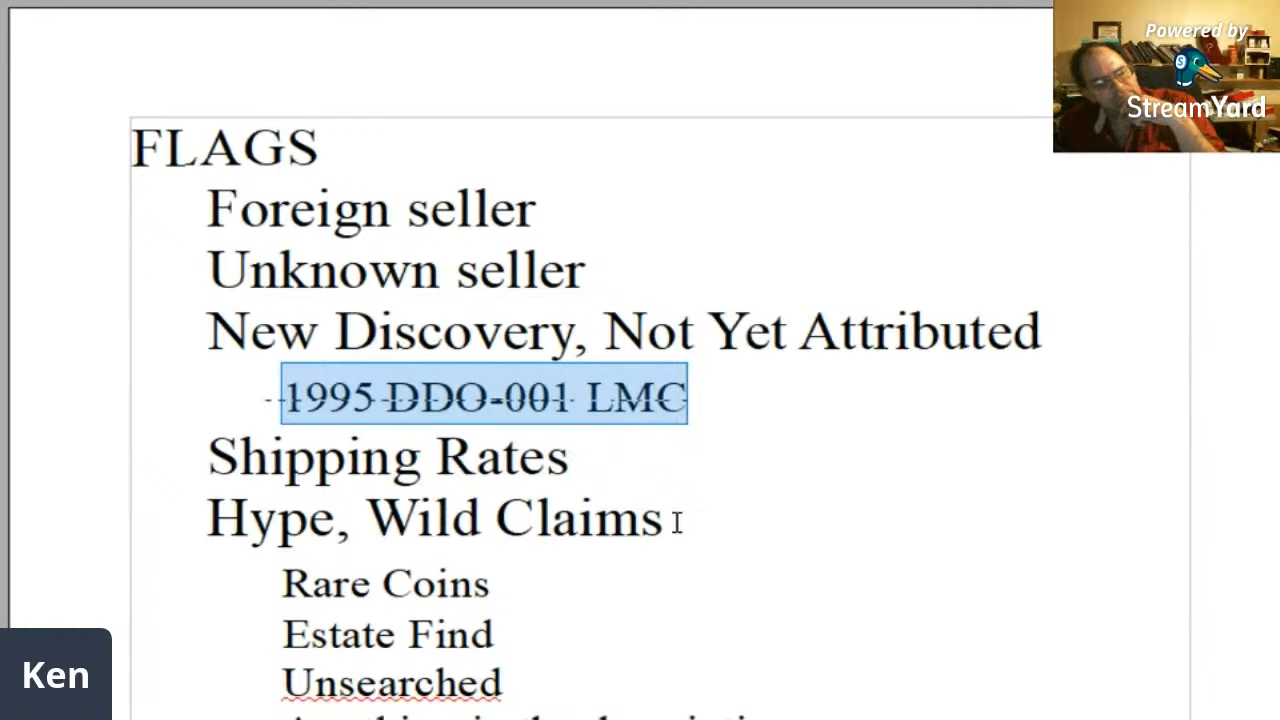 Powered by
StreamYard
FLAGS
Foreign seller
Unknown seller
New Discovery, Not Yet Attributed
1995 DDO-001 LMC
Shipping Rates
Hype, Wild Claims
Rare Coins
Estate Find
Unsearched
Ken